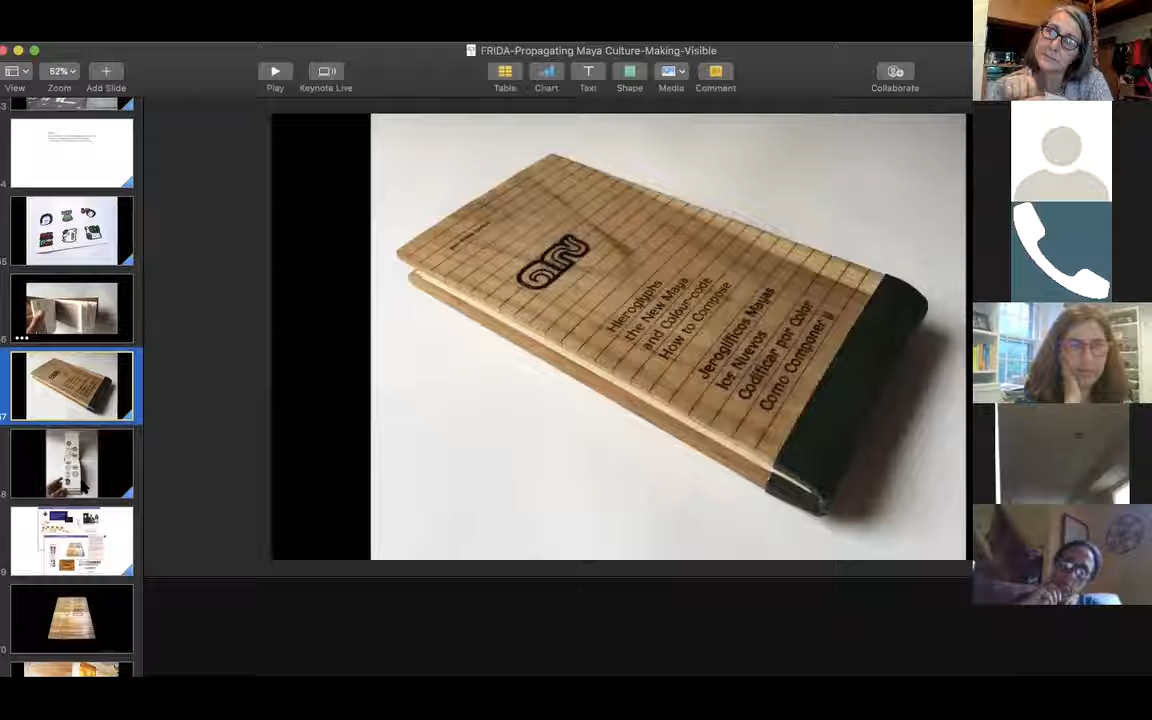 FRIDA-Propagating Maya Culture-Making-Visible
62%
View
Zoom
Add Slide
Play
Keynote Live
Table
Chart
Text
Shape
Media
Comment
Collaborate
Hieroglyphs
the New Maya
and Colour-code
How to Compose
Jeroglíficos Mayas
los Nuevos
Codificar por Color
Como Componer